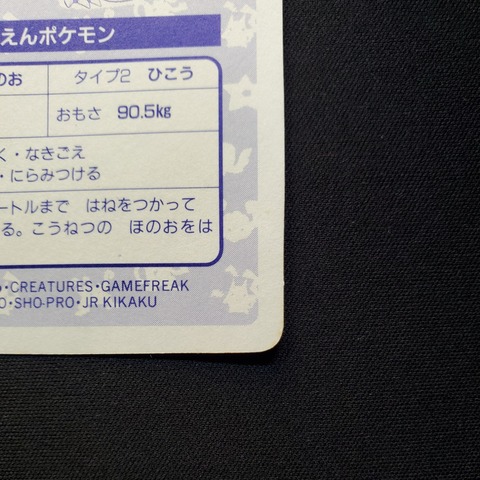 えんポケモン
のお タイプ2 ひこう
おもさ 90.5kg
く・なきごえ
・にらみつける
ートルまで はねをつかって
る。こうねつの ほのおをは
・CREATURES・GAMEFREAK
O・SHO-PRO・JR KIKAKU